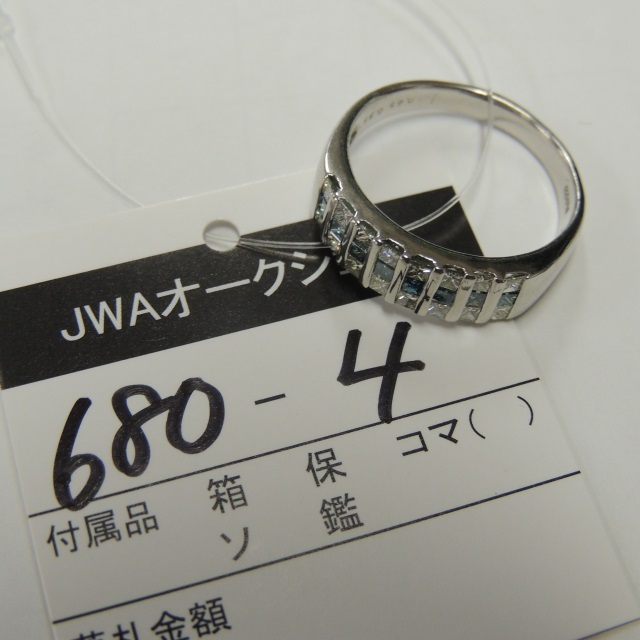 JWAオークシ
680-4
付属品 箱 保 コマ( )
ソ 鑑
札金額